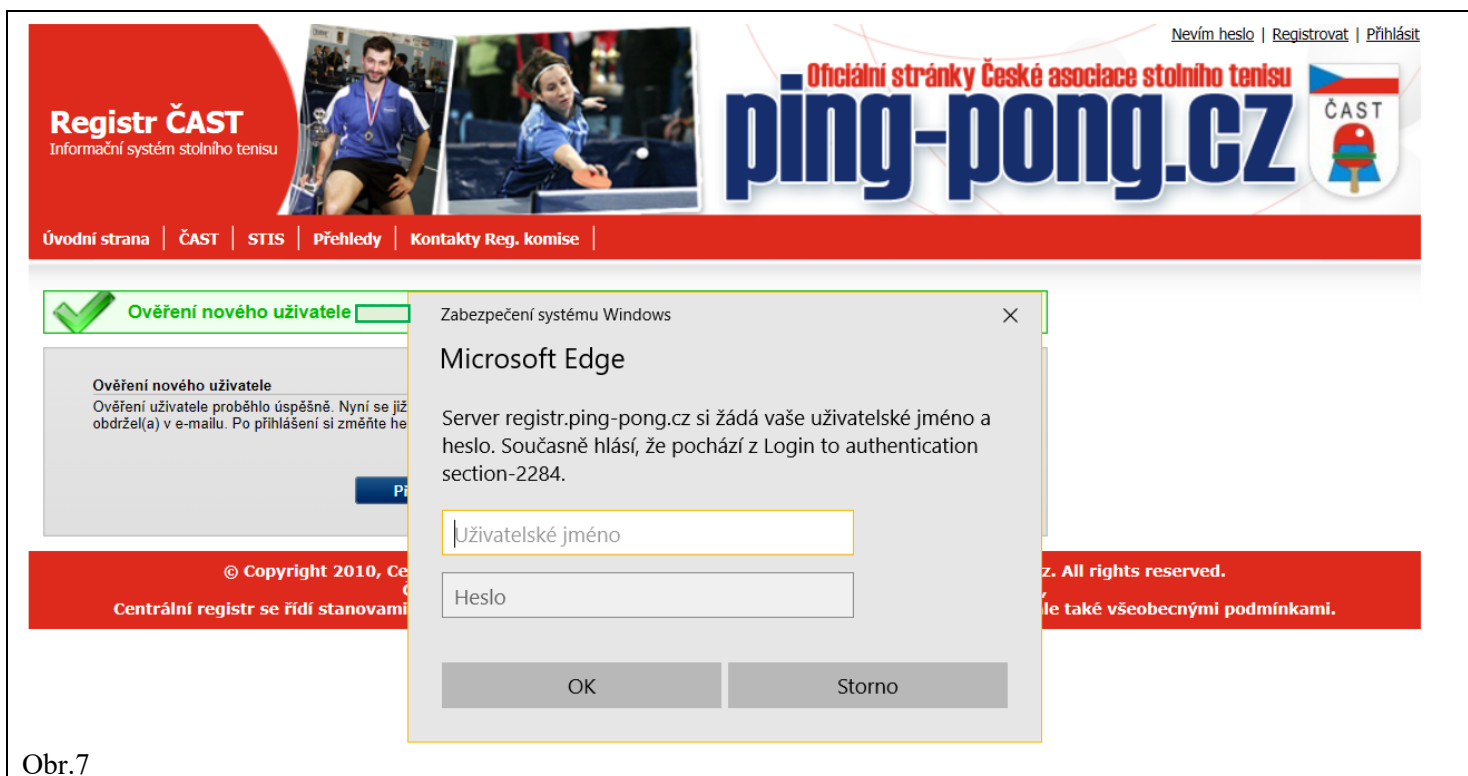 Nevím heslo | Registrovat | Přihlásit
Oficiální stránky České asociace stolního tenisu
ping-pong.cz
ČAST
Registr ČAST
Informační systém stolního tenisu
Úvodní strana | ČAST | STIS | Přehledy | Kontakty Reg. komise |
Ověření nového uživatele
Ověření nového uživatele
Ověření uživatele proběhlo úspěšně. Nyní se již
obdržel(a) v e-mailu. Po přihlášení si změňte
Zabezpečení systému Windows
Microsoft Edge
Server registr.ping-pong.cz si žádá vaše uživatelské jméno a
heslo. Současně hlásí, že pochází z Login to authentication
section-2284.
Uživatelské jméno
Heslo
OK Storno
© Copyright 2010, z. All rights reserved.
Centrální registr se řídí stanovami le také všeobecnými podmínkami.
Obr.7